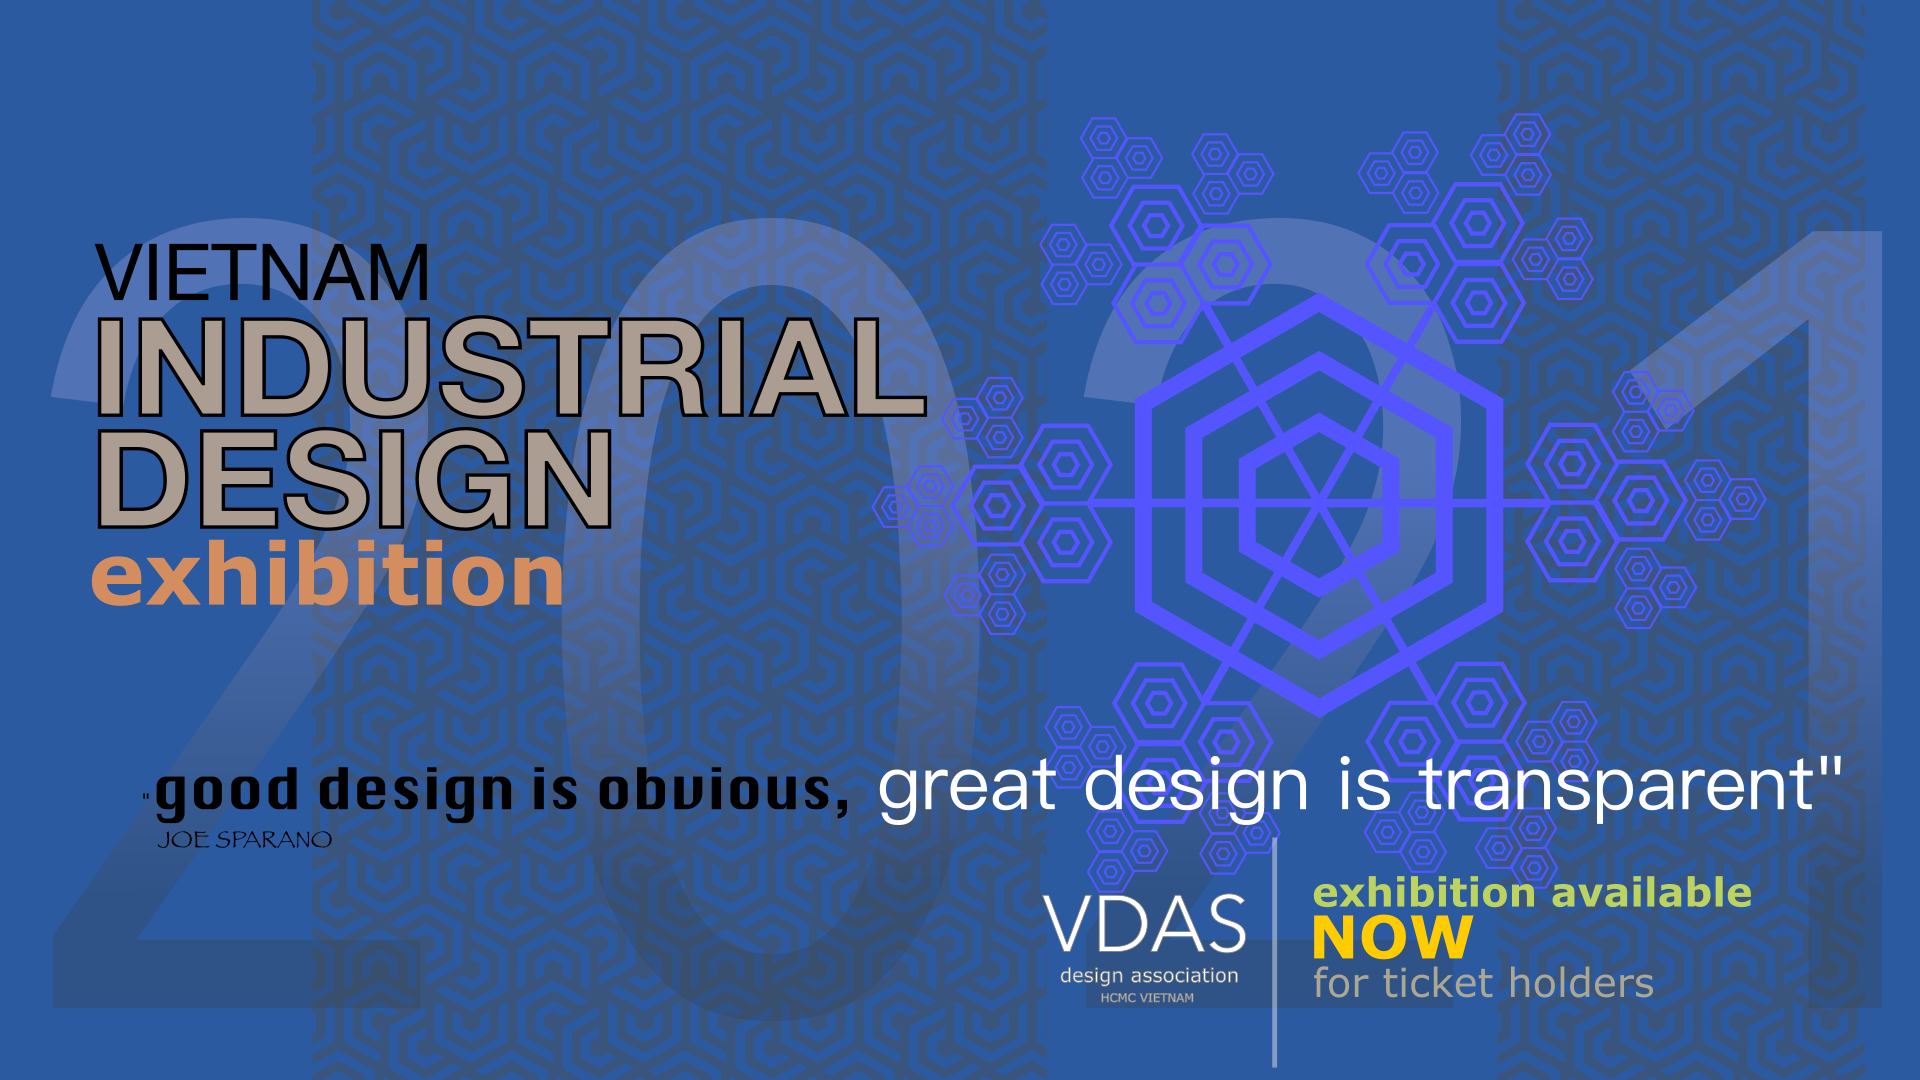 2021
VIETNAM
INDUSTRIAL
DESIGN
exhibition
"good design is obvious, great design is transparent"
JOE SPARANO
VDAS
design association
HCMC VIETNAM
exhibition available
NOW
for ticket holders